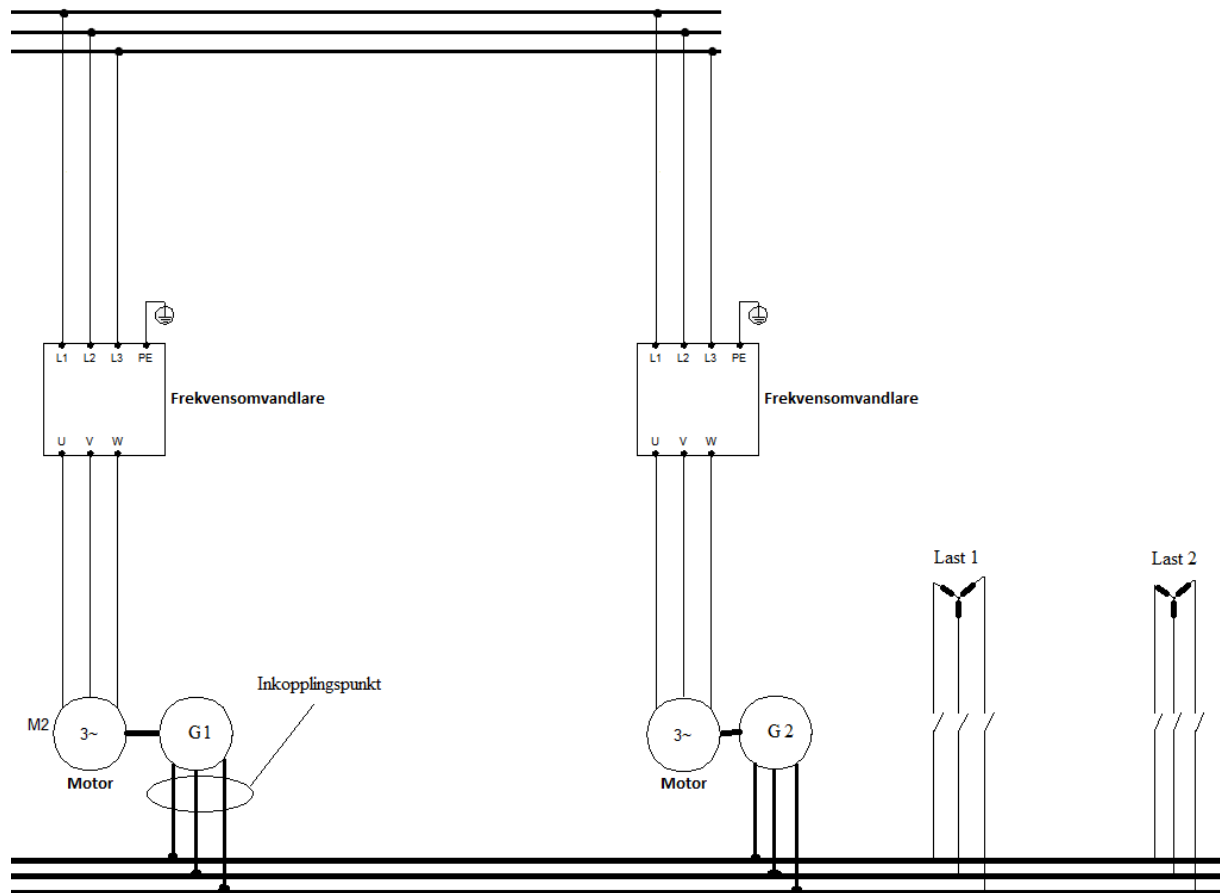 L1 L2 L3 PE
Frekvensomvandlare
U V W
L1 L2 L3 PE
Frekvensomvandlare
U V W
Last 1
Last 2
Inkopplingspunkt
M2
3~
G1
Motor
3~
G 2
Motor